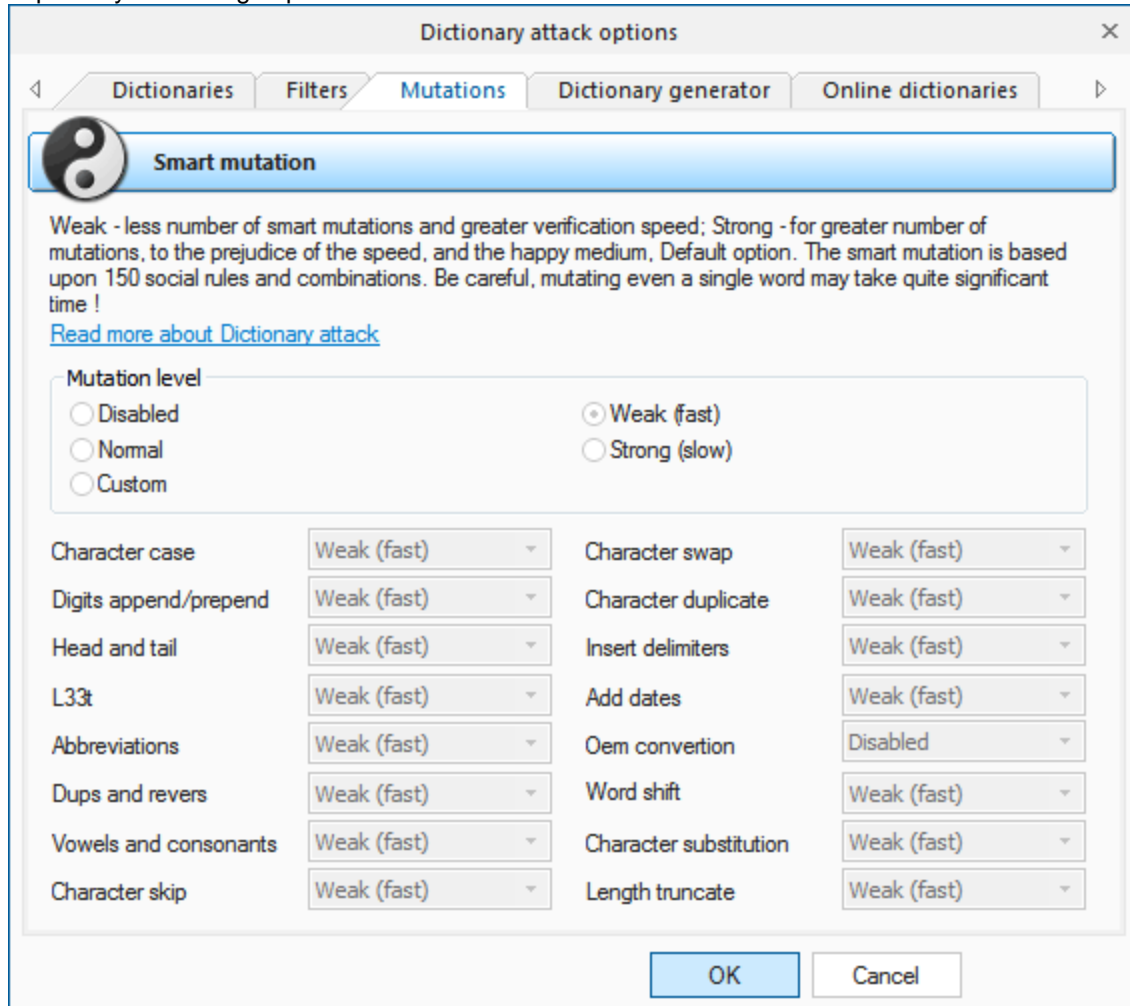 Dictionary attack options
Dictionaries
Filters
Mutations
Dictionary generator
Online dictionaries
Smart mutation
Weak - less number of smart mutations and greater verification speed; Strong - for greater number of
mutations, to the prejudice of the speed, and the happy medium, Default option. The smart mutation is based
upon 150 social rules and combinations. Be careful, mutating even a single word may take quite significant
time !
Read more about Dictionary attack
Mutation level
Disabled
Weak (fast)
Normal
Strong (slow)
Custom
Character case Weak (fast) Character swap Weak (fast)
Digits append/prepend Weak (fast) Character duplicate Weak (fast)
Head and tail Weak (fast) Insert delimiters Weak (fast)
L33t Weak (fast) Add dates Weak (fast)
Abbreviations Weak (fast) Oem convertion Disabled
Dups and revers Weak (fast) Word shift Weak (fast)
Vowels and consonants Weak (fast) Character substitution Weak (fast)
Character skip Weak (fast) Length truncate Weak (fast)
OK Cancel